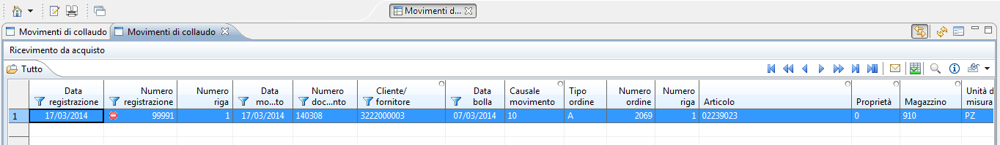 Movimenti d...
Movimenti di collaudo Movimenti di collaudo
Ricevimento da acquisto
Tutto
Data registrazione Numero registrazione Numero riga Data mo...to Numero doc...nto Cliente/ fornitore Data bolla Causale movimento Tipo ordine Numero ordine Numero riga Articolo Proprietà Magazzino Unità d misura
1 17/03/2014 99991 1 17/03/2014 140308 3222000003 07/03/2014 10 A 2069 1 02239023 0 910 PZ